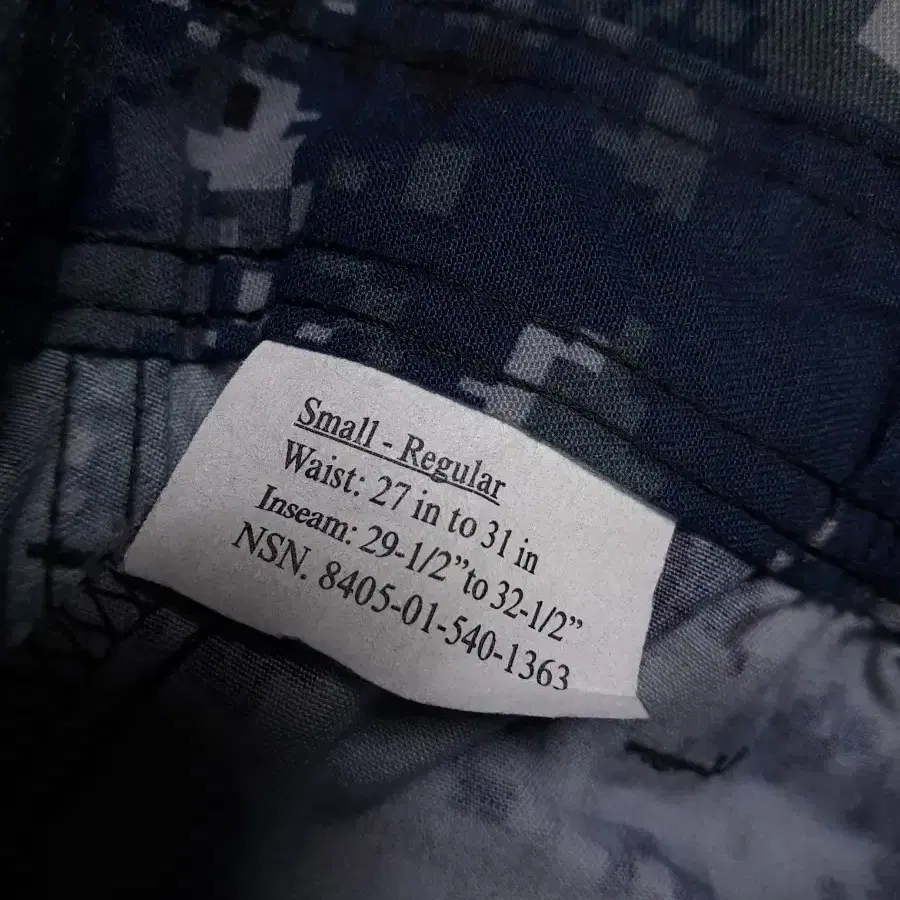 Small - Regular
Waist: 27 in to 31 in
Inseam: 29-1/2”to 32-1/2”
NSN. 8405-01-540-1363